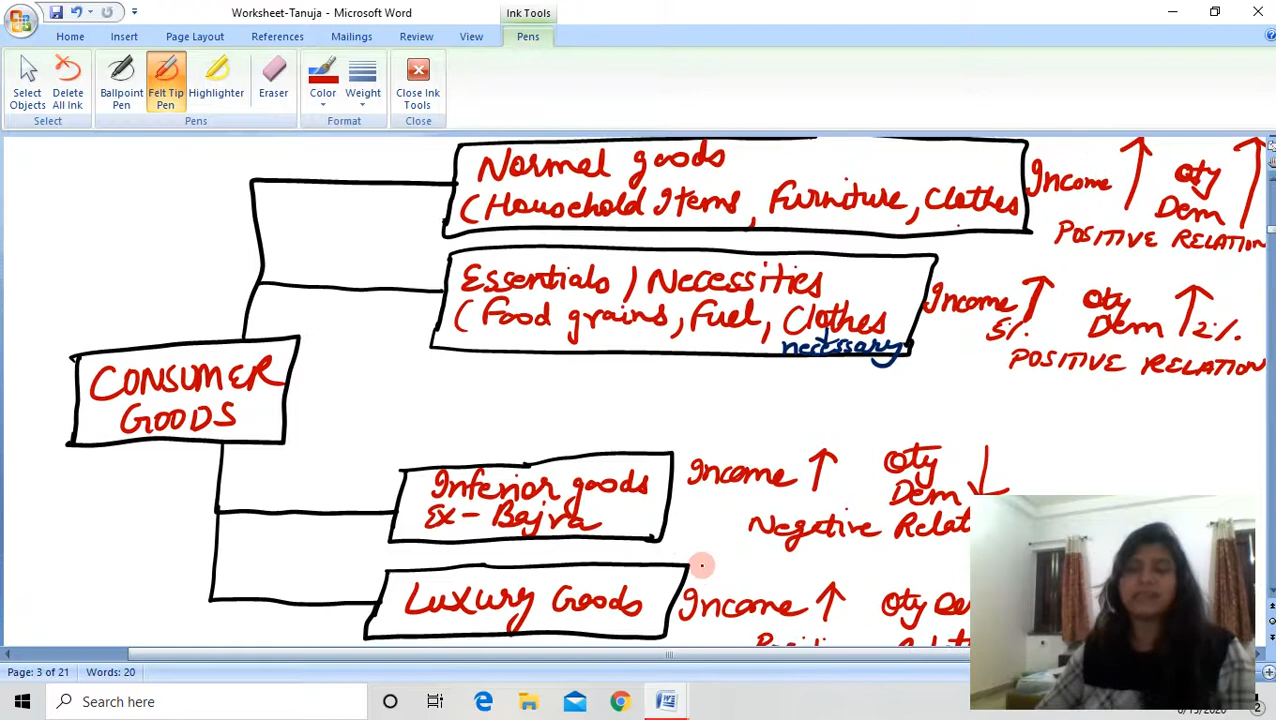 Worksheet-Tanuja - Microsoft Word
Ink Tools
Home Insert Page Layout References Mailings Review View Pens
Select Objects
Delete All Ink
Ballpoint Pen
Felt Tip Pen
Highlighter
Eraser
Color
Weight
Close Ink Tools
Select
Pens
Format
Close
Normal goods
(Household Items, Furniture, Clothes
Income Qty Dem
POSITIVE RELATION
Essentials / Necessities
(Food grains, Fuel, Clothes
necessary
Income 5% Qty Dem 2%
POSITIVE RELATION
CONSUMER
GOODS
Inferior goods
Ex - Bajra
Income Qty Dem
Negative
Luxury Goods
Income Qty
Page: 3 of 21 Words: 20
Search here